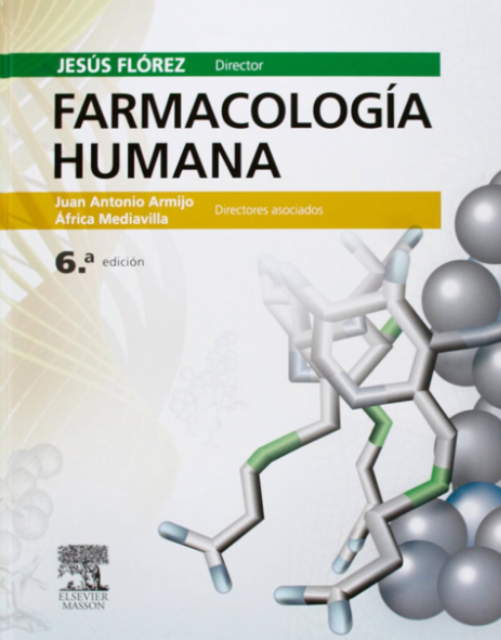 JESÚS FLÓREZ Director
FARMACOLOGÍA
HUMANA
Juan Antonio Armijo
África Mediavilla
Directores asociados
6.ª edición
ELSEVIER
MASSON